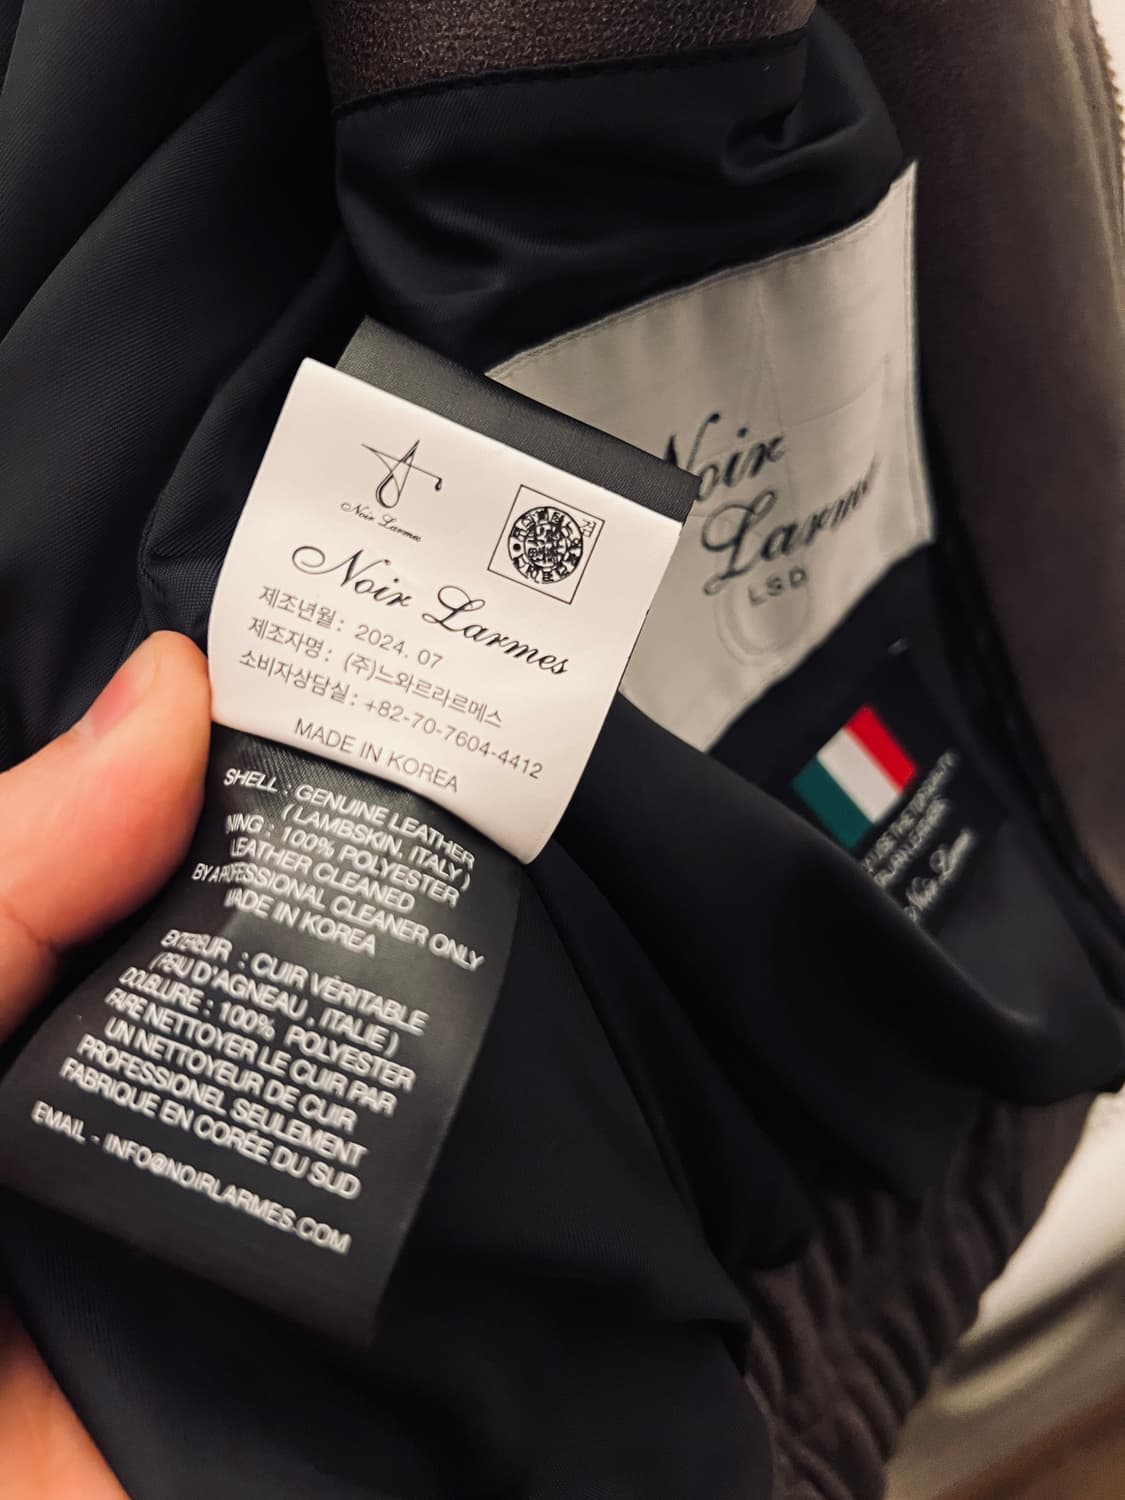 Noir Larmes
검
Noir Larmes
제조년월: 2024. 07
제조자명: (주)느와르라르메스
소비자상담실: +82-70-7604-4412
MADE IN KOREA
SHELL : GENUINE LEATHER
( LAMBSKIN, ITALY )
NING : 100% POLYESTER
LEATHER CLEANED
BY A PROFESSIONAL CLEANER ONLY
MADE IN KOREA
EXTERIEUR : CUIR VÉRITABLE
(PEAU D'AGNEAU , ITALIE )
DOUBLURE : 100% POLYESTER
FAIRE NETTOYER LE CUIR PAR
UN NETTOYEUR DE CUIR
PROFESSIONEL SEULEMENT
FABRIQUE EN CORÉE DU SUD
EMAIL - INFO@NOIRLARMES.COM
Noir
Larmes
LSD
Noir Larmes